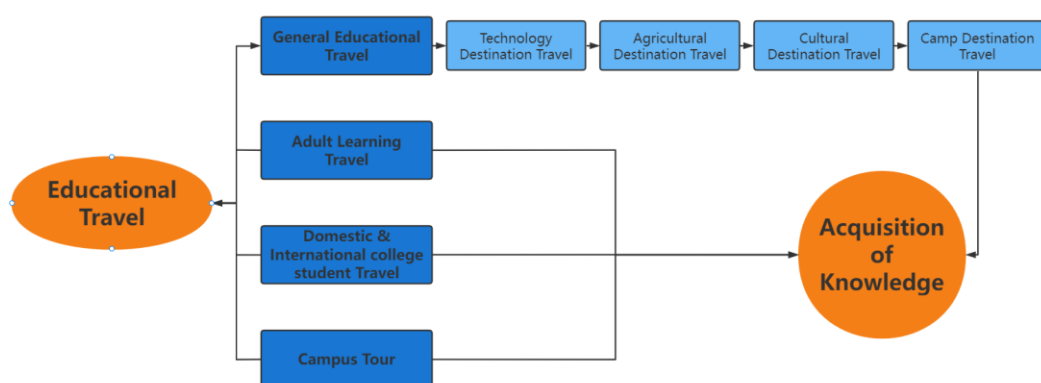 General Educational
Travel
Technology
Destination Travel
Agricultural
Destination Travel
Cultural
Destination Travel
Camp Destination
Travel
Adult Learning
Travel
Educational
Travel
Domestic &
International college
student Travel
Acquisition
of
Knowledge
Campus Tour